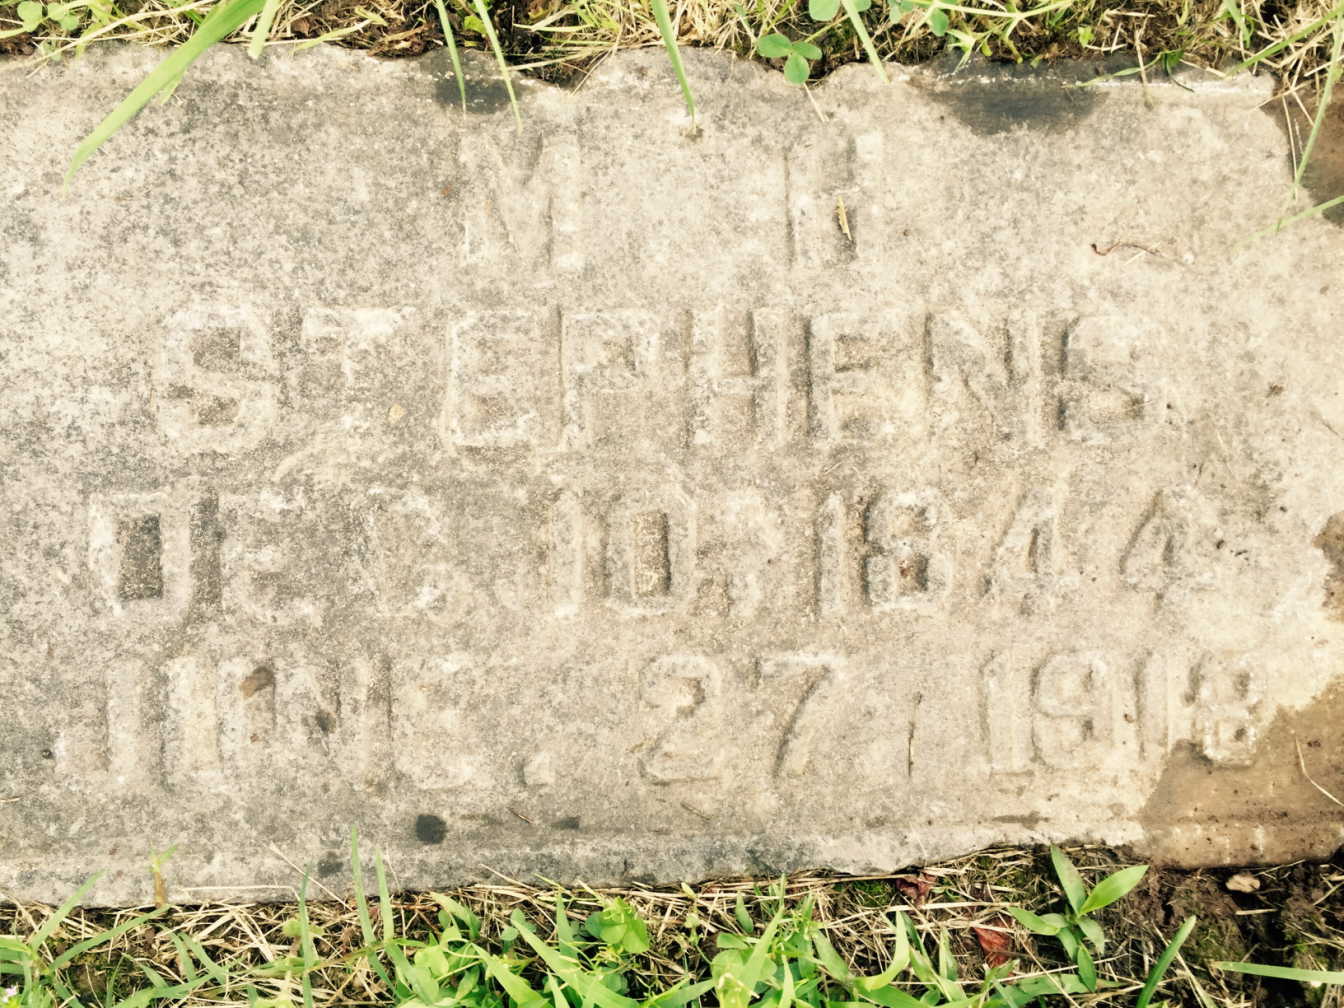 STEPHENS
DEC. 10, 1844
JUNE. 27 1918